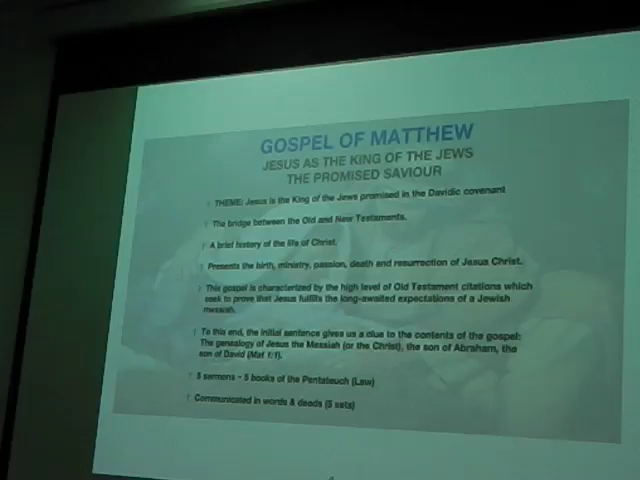 GOSPEL OF MATTHEW
JESUS AS THE KING OF THE JEWS
THE PROMISED SAVIOUR
THEME: Jesus is the King of the Jews promised in the Davidic covenant
The bridge between the Old and New Testaments.
A brief history of the life of Christ.
Presents the birth, ministry, passion, death and resurrection of Jesus Christ.
This gospel is characterized by the high level of Old Testament citations which
seek to prove that Jesus fulfills the long-awaited expectations of a Jewish
messiah.
To this end, the initial sentence gives us a clue to the contents of the gospel:
The genealogy of Jesus the Messiah (or the Christ), the son of Abraham, the
son of David (Mat 1:1).
5 sermons - 5 books of the Pentateuch (Law)
Communicated in words & deeds (5 sets)